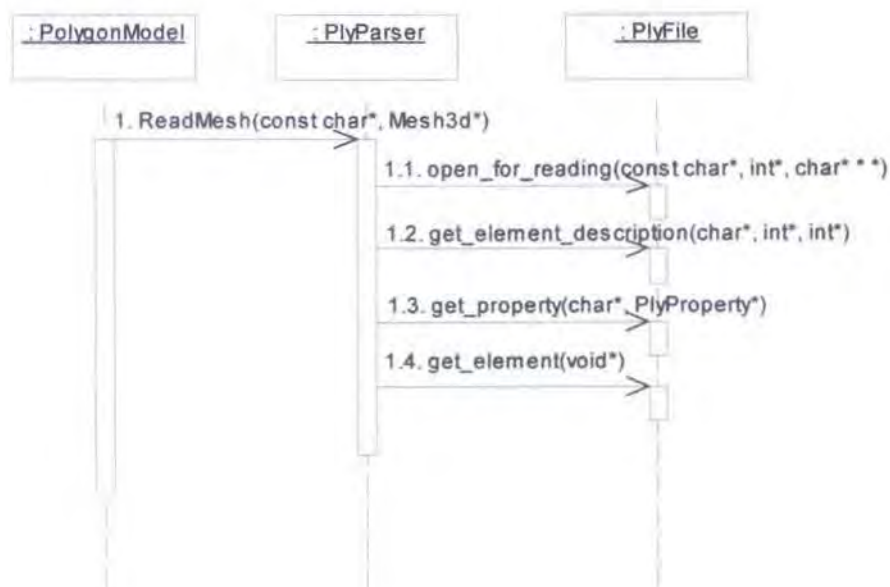 : PolygonModel
: PlyParser
: PlyFile
1. ReadMesh(const char*, Mesh3d*)
1.1. open_for_reading(const char*, int*, char* * *)
1.2. get_element_description(char*, int*, int*)
1.3. get_property(char*, PlyProperty*)
1.4. get_element(void*)